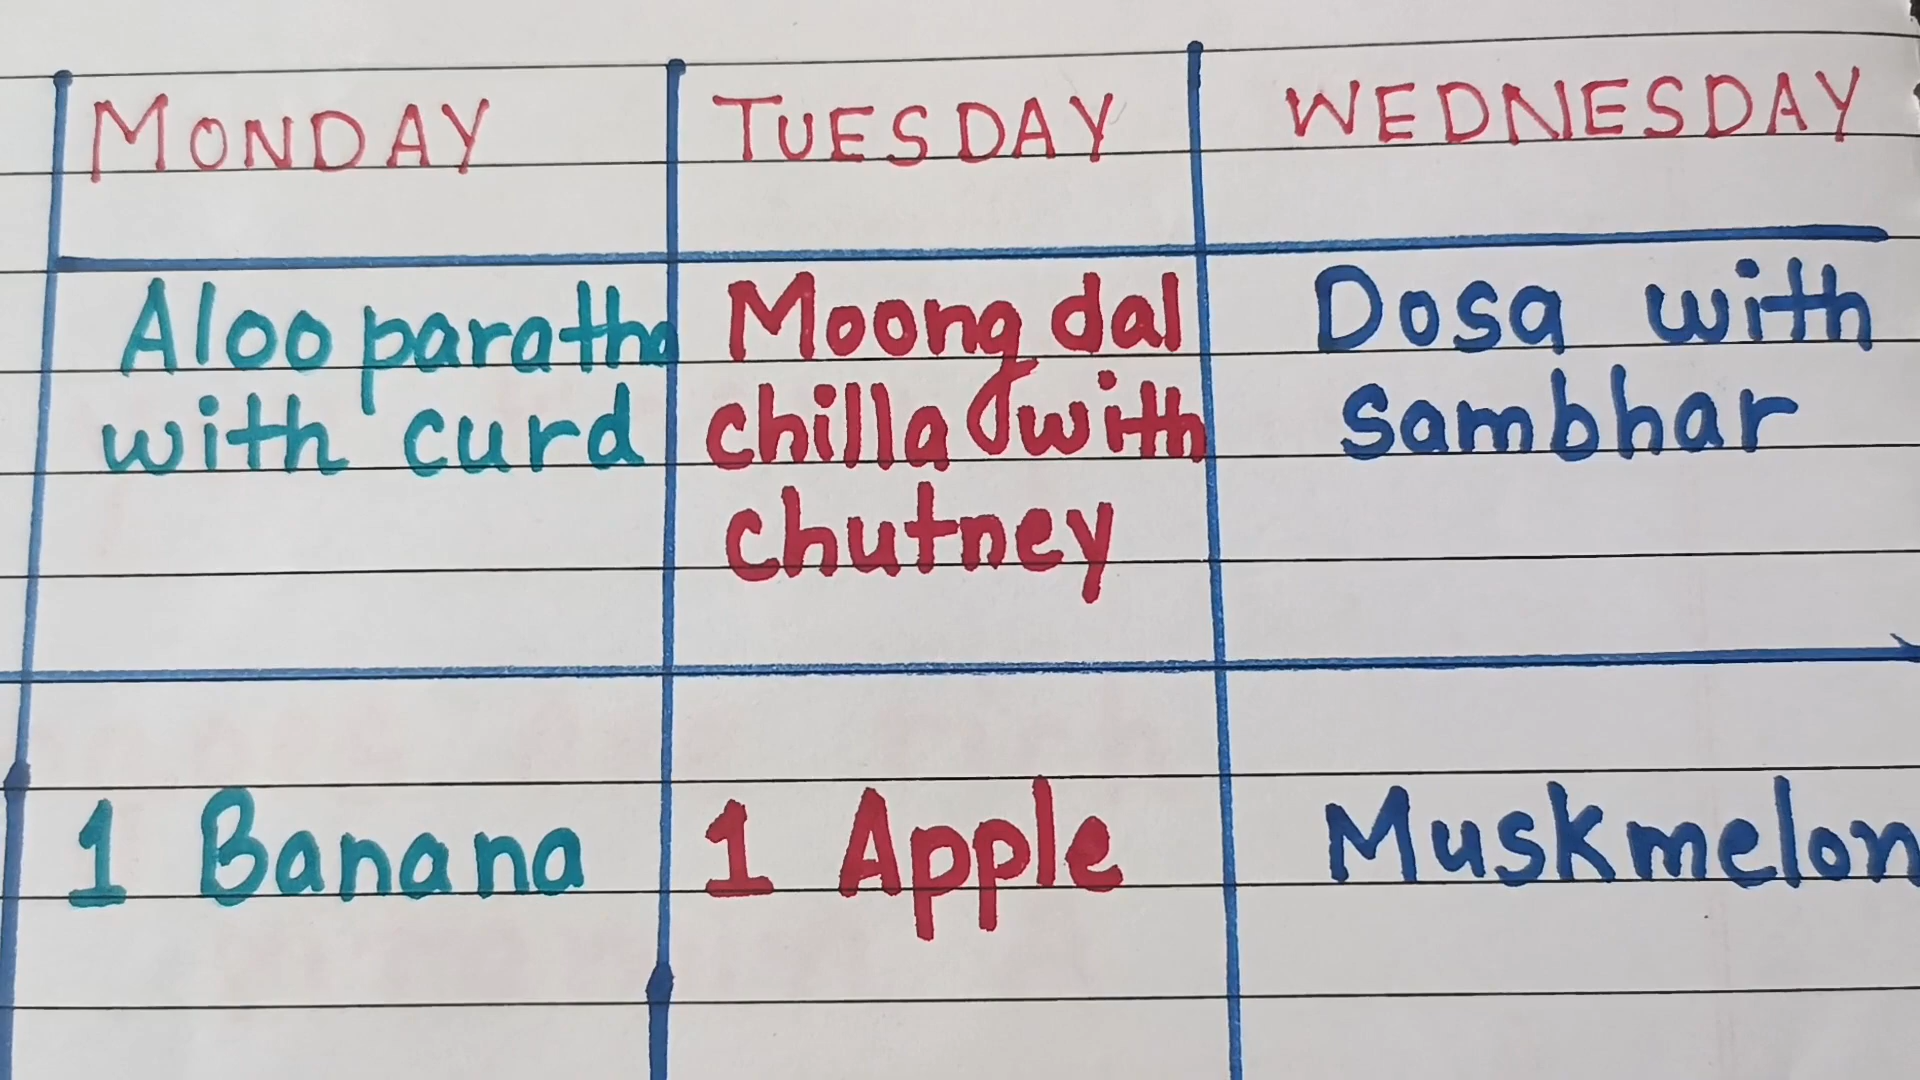 MONDAY TUESDAY WEDNESDAY
Aloo paratha
with curd
Moong dal
chilla with
chutney
Dosa with
sambhar
1 Banana
1 Apple
Muskmelon